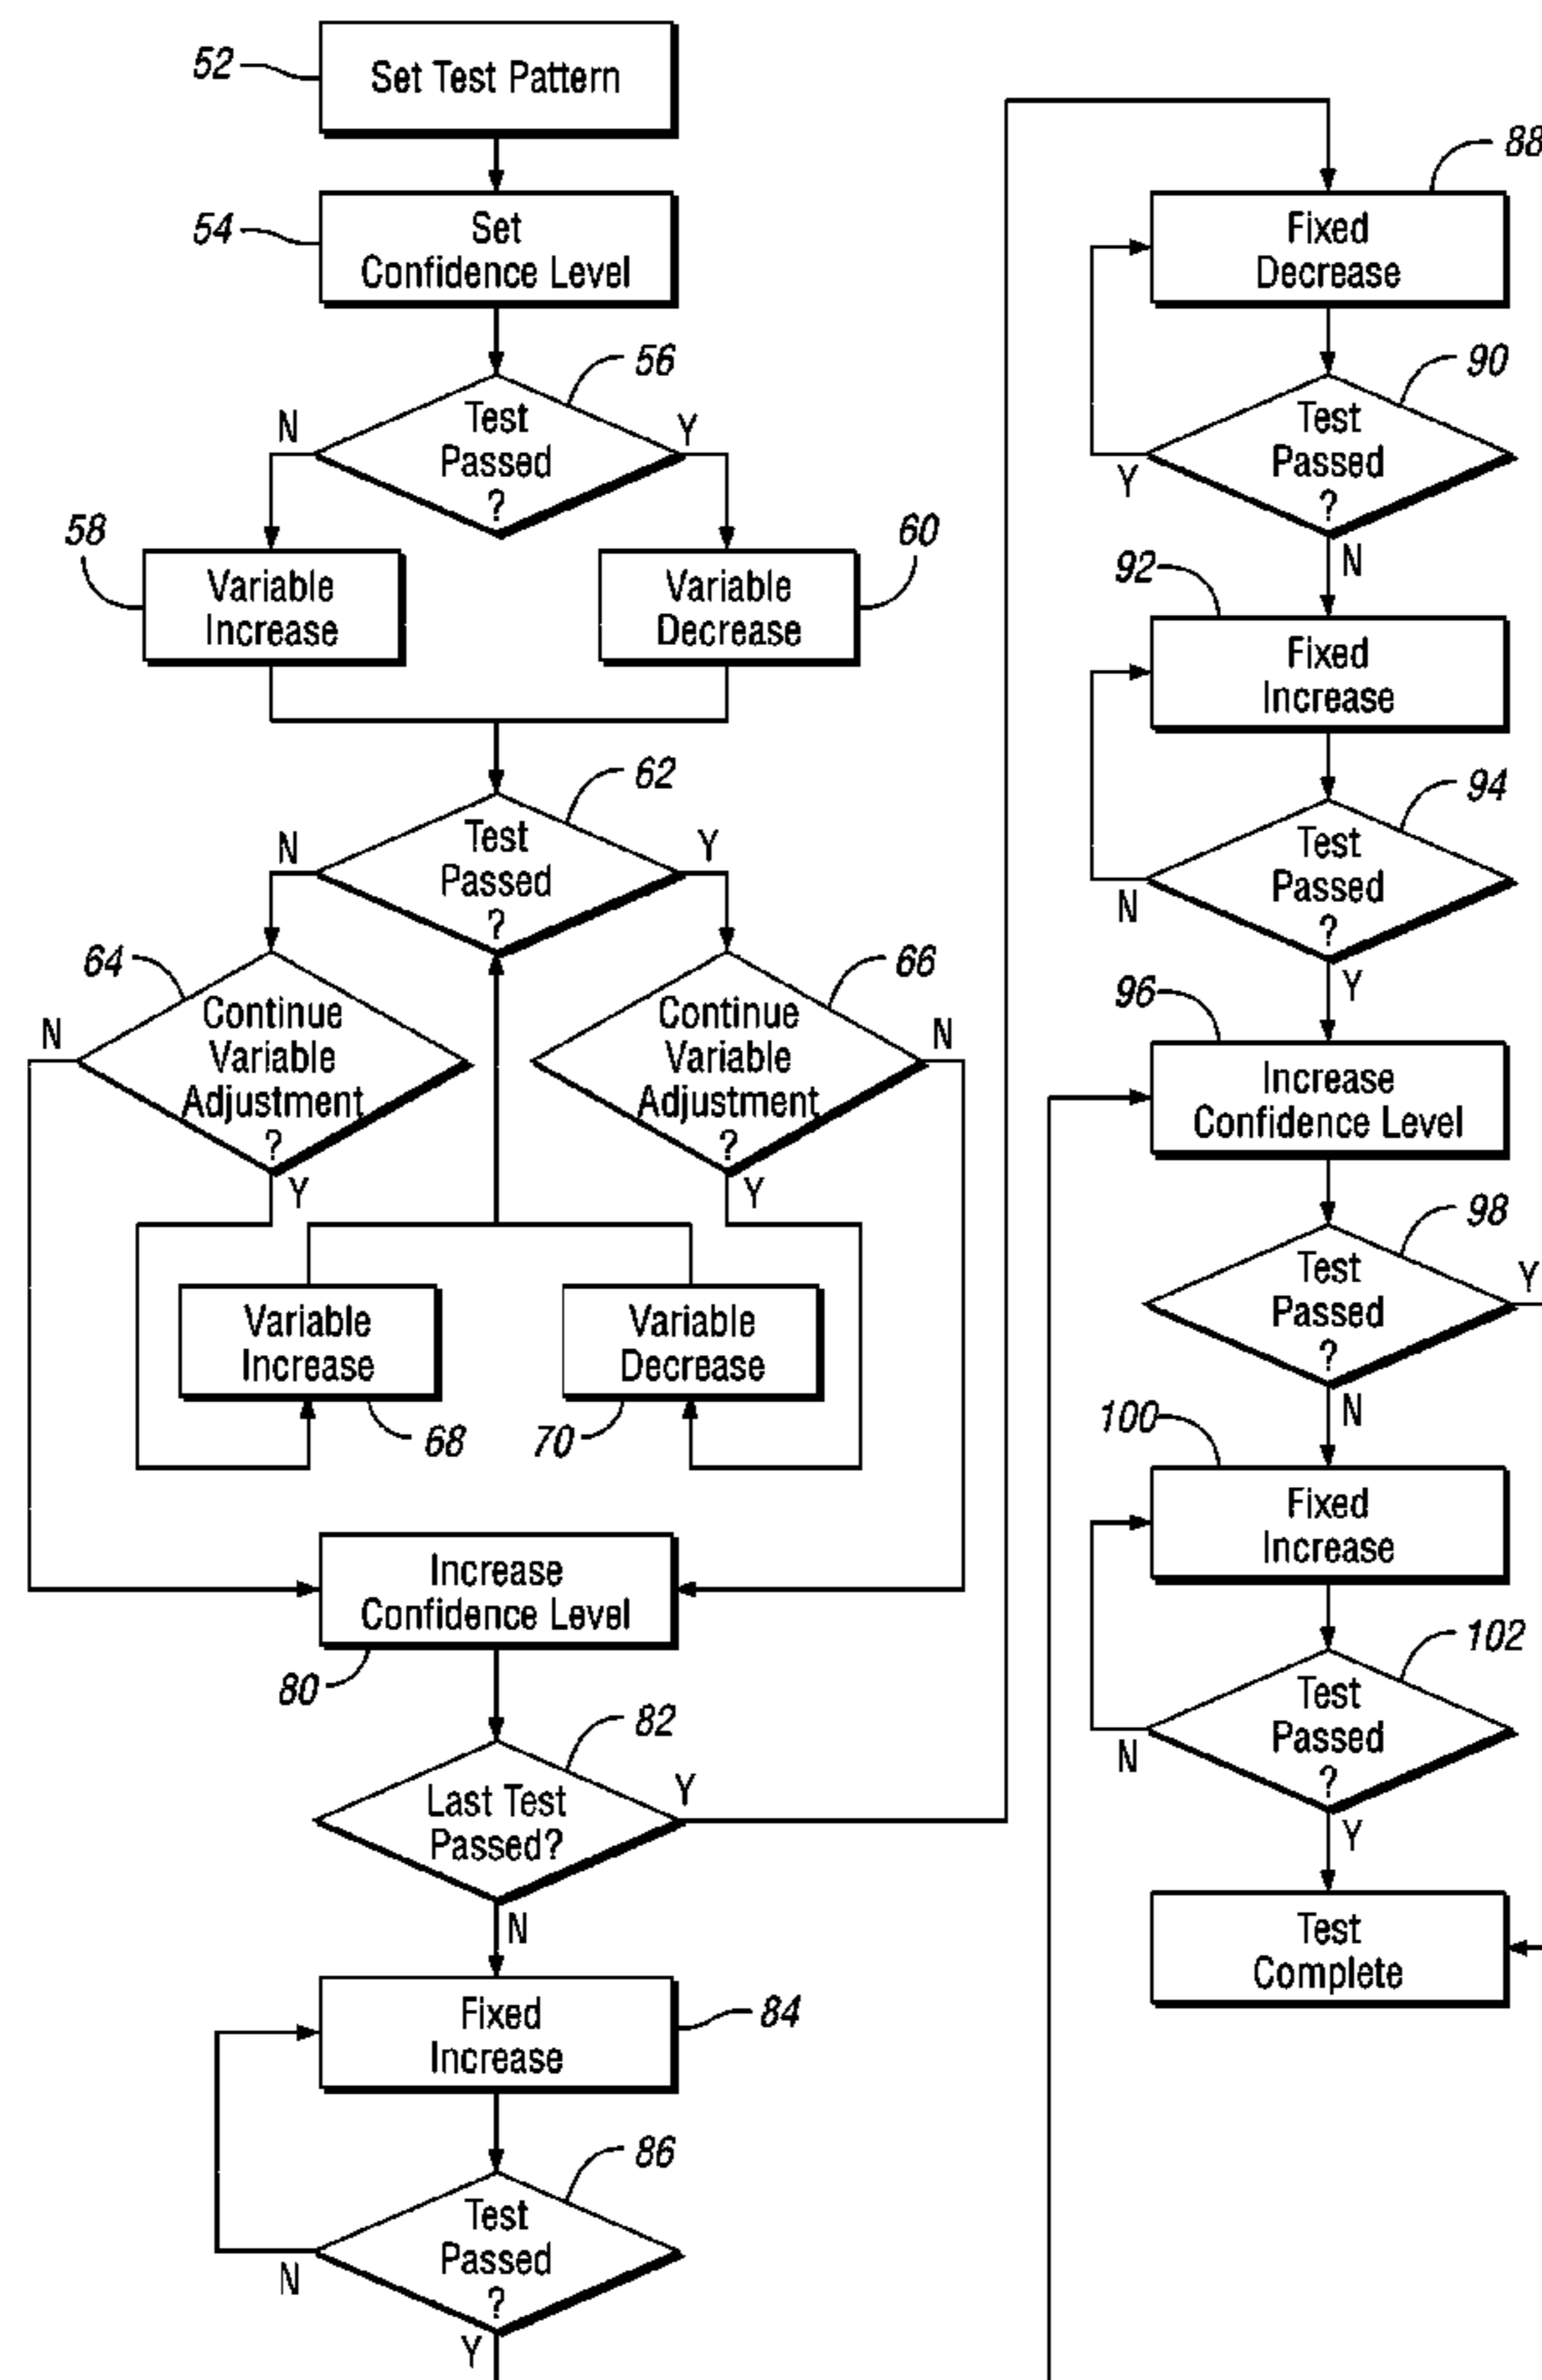 52
Set Test Pattern
54
Set
Confidence Level
56
Test
Passed
?
N
Y
58
Variable
Increase
60
Variable
Decrease
62
Test
Passed
?
N
Y
64
Continue
Variable
Adjustment
?
N
Y
66
Continue
Variable
Adjustment
?
N
Y
Variable
Increase
68
Variable
Decrease
70
Increase
Confidence Level
80
82
Last Test
Passed?
Y
N
Fixed
Increase
84
86
Test
Passed
?
N
Y
88
Fixed
Decrease
90
Test
Passed
?
Y
N
92
Fixed
Increase
94
Test
Passed
?
N
Y
96
Increase
Confidence Level
98
Test
Passed
?
Y
N
100
Fixed
Increase
102
Test
Passed
?
N
Y
Test
Complete